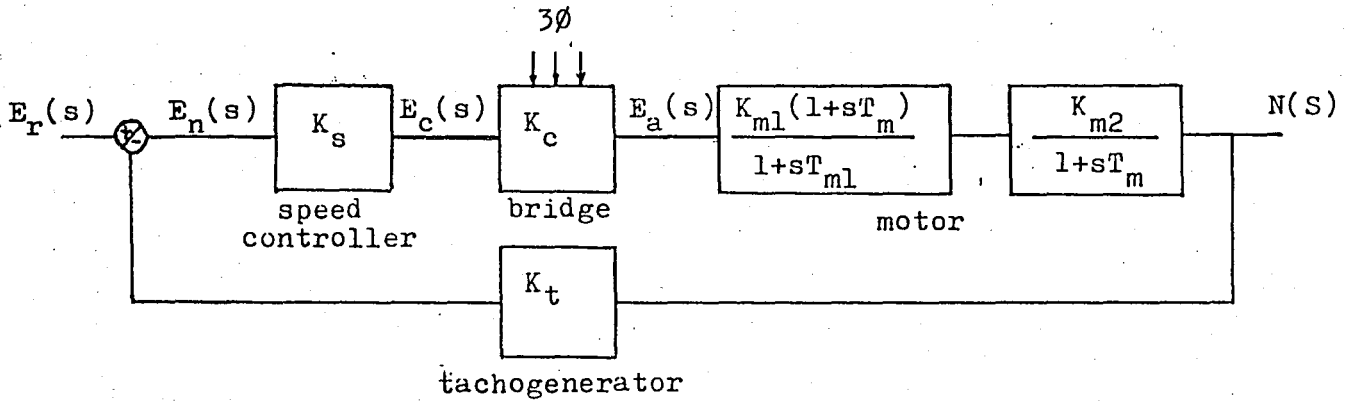 3Ø
E_r(s)
E_n(s)
K_s
E_c(s)
K_c
E_a(s)
K_m1(1+sT_m)
1+sT_m1
K_m2
1+sT_m
N(S)
+
-
speed
controller
bridge
motor
K_t
tachogenerator